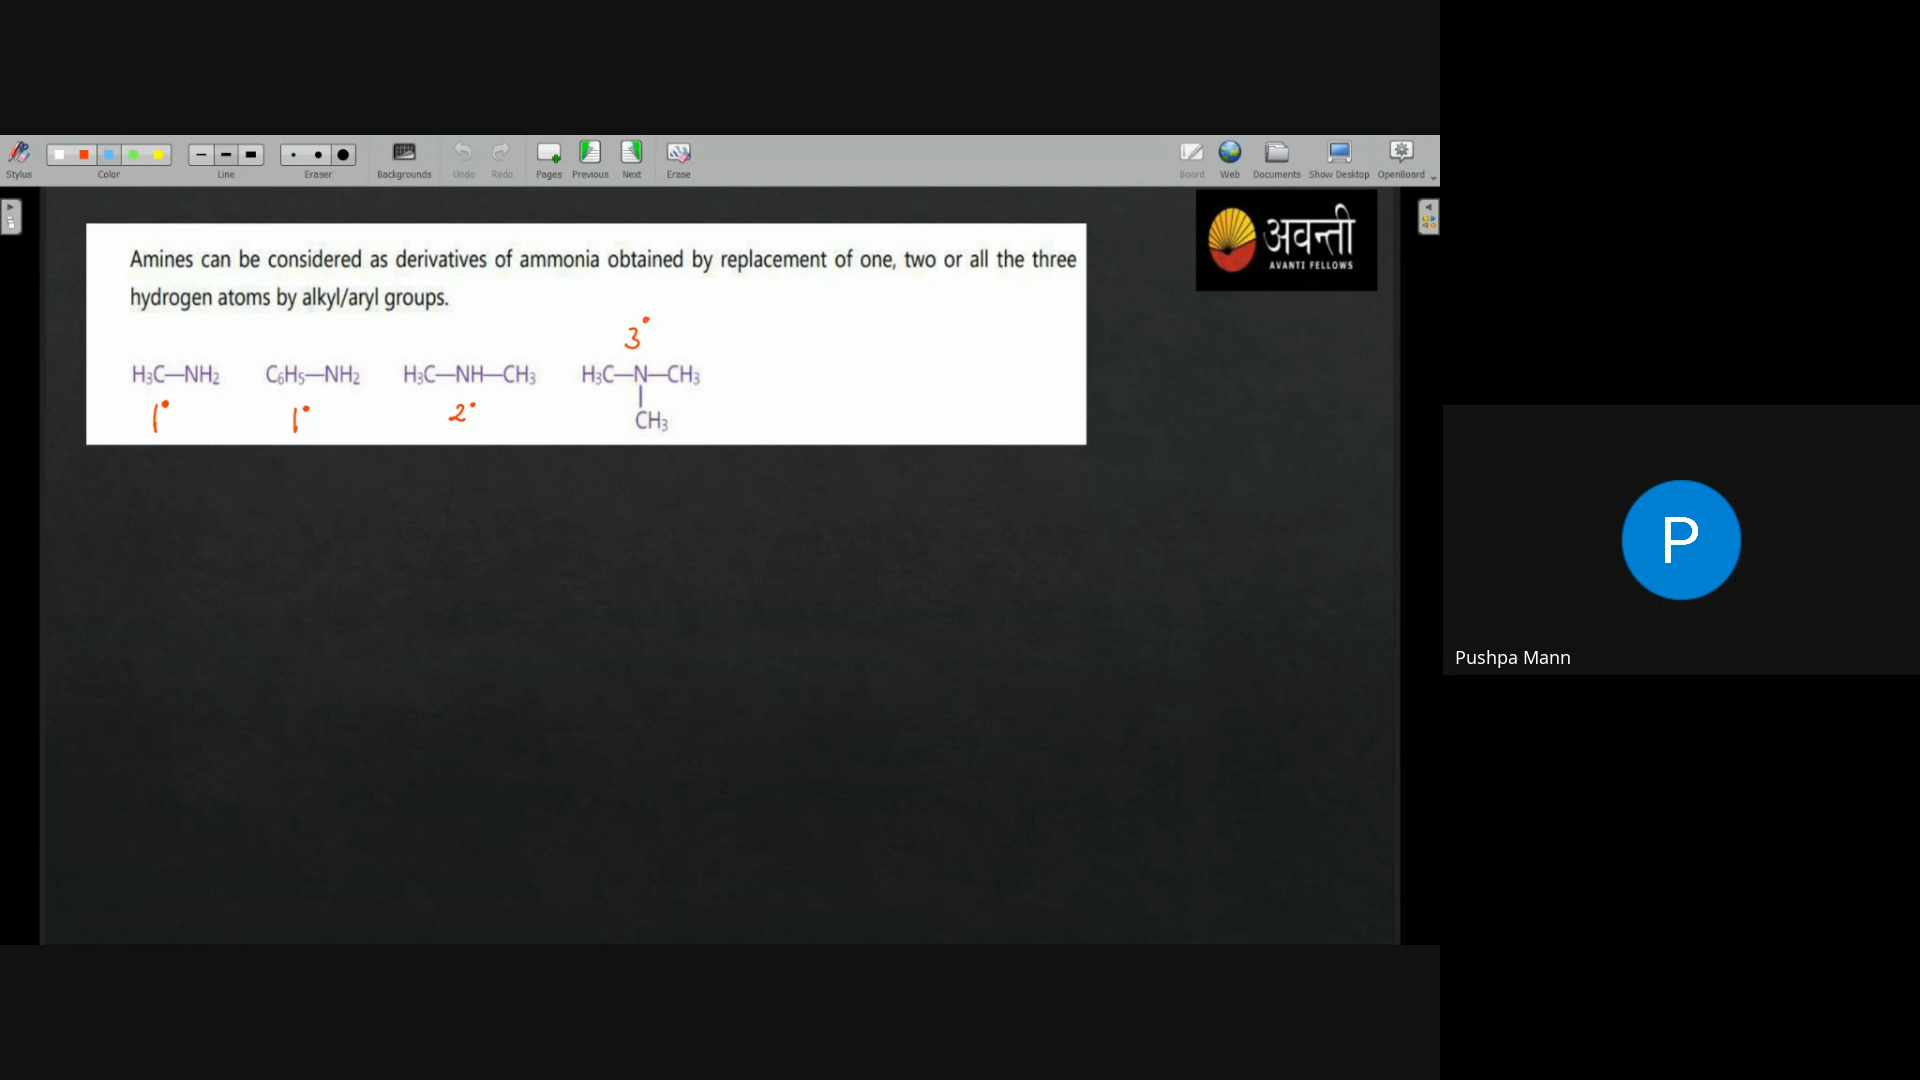 Stylus Color Line Eraser Backgrounds Undo Redo Pages Previous Next Erase Board Web Documents Show Desktop OpenBoard
अवन्ती
AVANTI FELLOWS
Amines can be considered as derivatives of ammonia obtained by replacement of one, two or all the three
hydrogen atoms by alkyl/aryl groups.
3°
H₃C—NH₂ C₆H₅—NH₂ H₃C—NH—CH₃ H₃C—N—CH₃
1° 1° 2° CH₃
P
Pushpa Mann